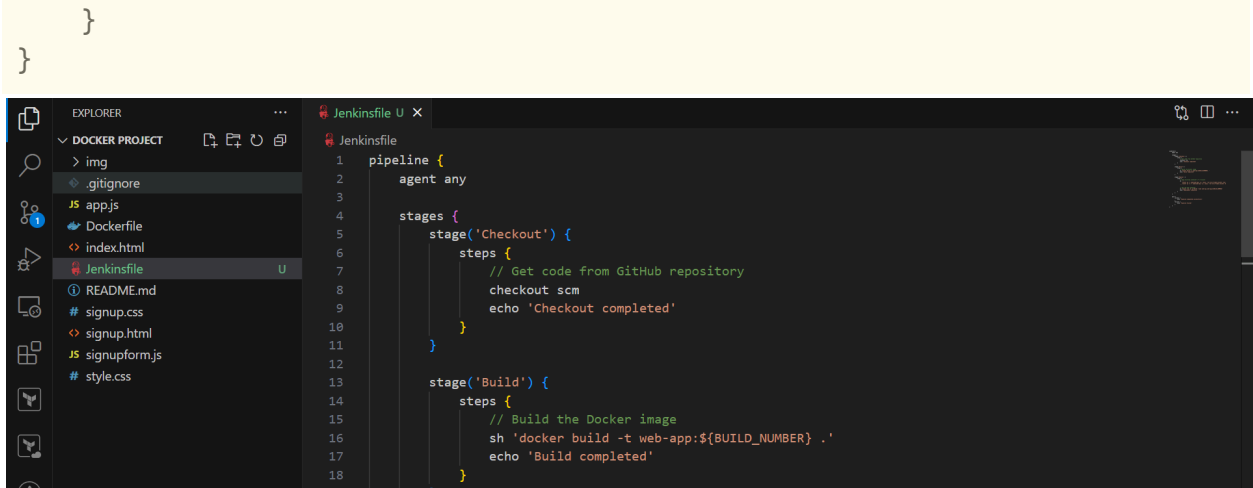 }
}
EXPLORER
Jenkinsfile U
DOCKER PROJECT
Jenkinsfile
img
.gitignore
JS app.js
Dockerfile
<> index.html
Jenkinsfile U
README.md
# signup.css
<> signup.html
JS signupform.js
# style.css
1
1 pipeline {
2 agent any
3
4 stages {
5 stage('Checkout') {
6 steps {
7 // Get code from GitHub repository
8 checkout scm
9 echo 'Checkout completed'
10 }
11 }
12
13 stage('Build') {
14 steps {
15 // Build the Docker image
16 sh 'docker build -t web-app:${BUILD_NUMBER} .'
17 echo 'Build completed'
18 }